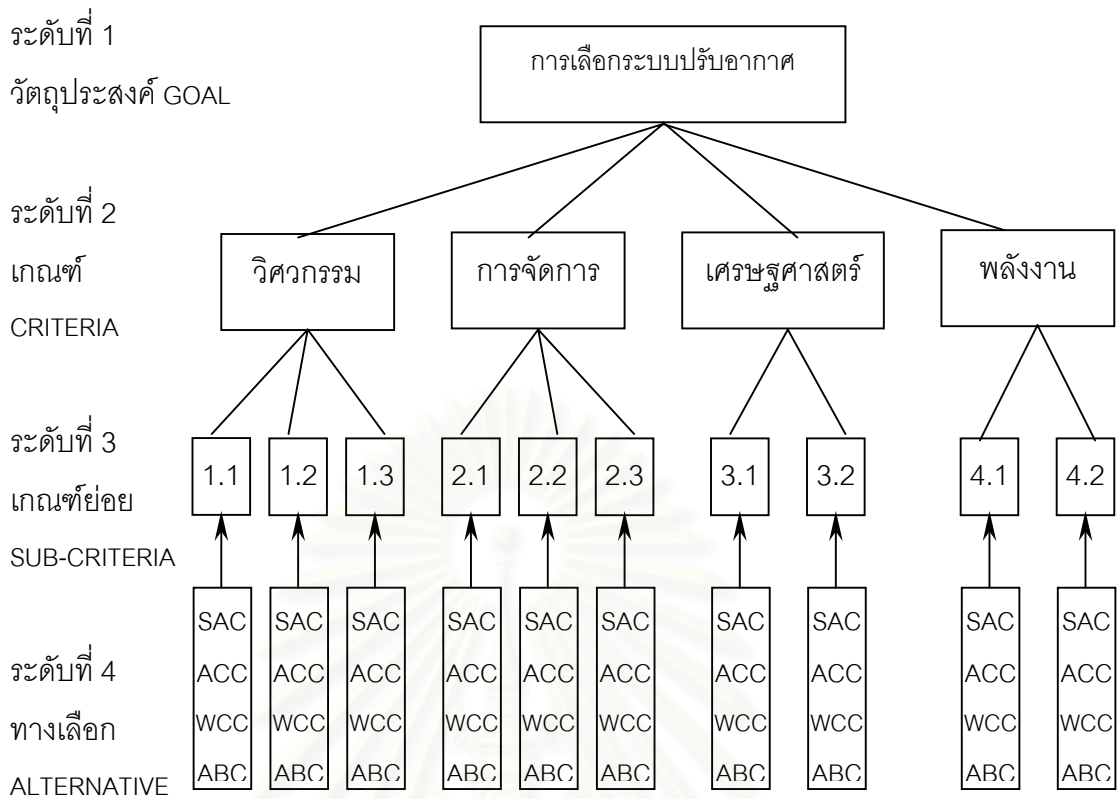 ระดับที่ 1
วัตถุประสงค์ GOAL
การเลือกระบบปรับอากาศ
ระดับที่ 2
เกณฑ์
CRITERIA
วิศวกรรม การจัดการ เศรษฐศาสตร์ พลังงาน
ระดับที่ 3
เกณฑ์ย่อย
SUB-CRITERIA
1.1 1.2 1.3 2.1 2.2 2.3 3.1 3.2 4.1 4.2
ระดับที่ 4
ทางเลือก
ALTERNATIVE
SAC SAC SAC SAC SAC SAC SAC SAC SAC SAC
ACC ACC ACC ACC ACC ACC ACC ACC ACC ACC
WCC WCC WCC WCC WCC WCC WCC WCC WCC WCC
ABC ABC ABC ABC ABC ABC ABC ABC ABC ABC